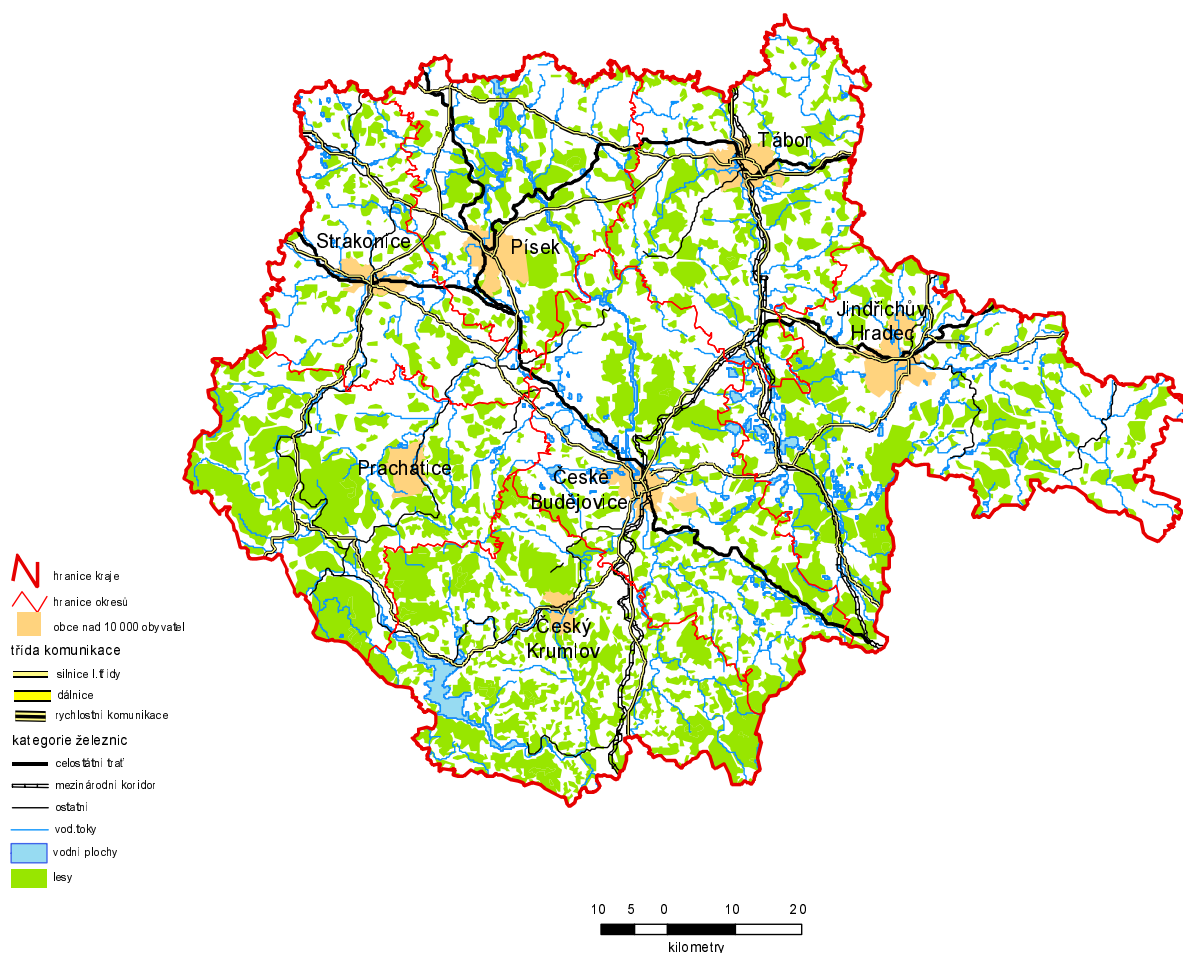 Tábor
Strakonice
Písek
Jindřichův
Hradec
Prachatice
České
Budějovice
Český
Krumlov
hranice kraje
hranice okresů
obce nad 10 000 obyvatel
třída komunikace
silnice I.třídy
dálnice
rychlostní komunikace
kategorie železnic
celostátní trať
mezinárodní koridor
ostatní
vod.toky
vodní plochy
lesy
10 5 0 10 20
kilometry